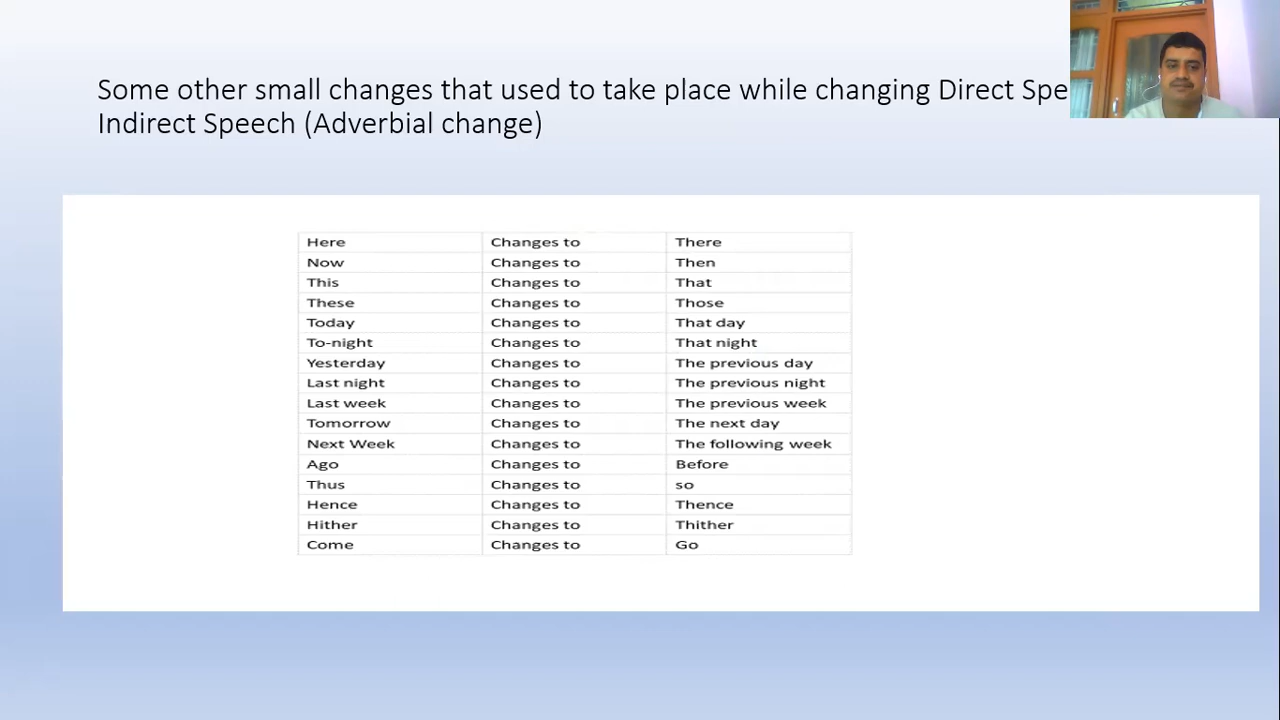 Some other small changes that used to take place while changing Direct Spe
Indirect Speech (Adverbial change)
Here Changes to There
Now Changes to Then
This Changes to That
These Changes to Those
Today Changes to That day
To-night Changes to That night
Yesterday Changes to The previous day
Last night Changes to The previous night
Last week Changes to The previous week
Tomorrow Changes to The next day
Next Week Changes to The following week
Ago Changes to Before
Thus Changes to so
Hence Changes to Thence
Hither Changes to Thither
Come Changes to Go